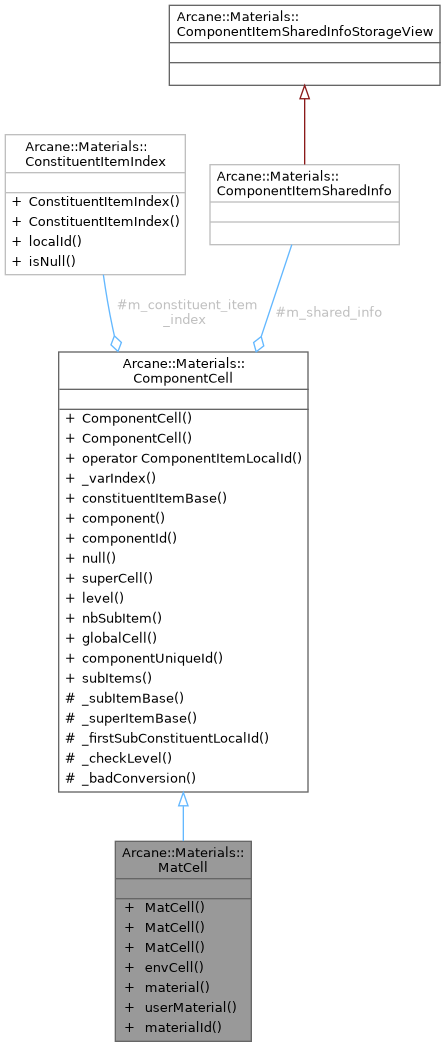 Arcane::Materials::
ComponentItemSharedInfoStorageView
Arcane::Materials::
ConstituentItemIndex
+ ConstituentItemIndex()
+ ConstituentItemIndex()
+ localId()
+ isNull()
Arcane::Materials::
ComponentItemSharedInfo
#m_constituent_item
_index
#m_shared_info
Arcane::Materials::
ComponentCell
+ ComponentCell()
+ ComponentCell()
+ operator ComponentItemLocalId()
+ _varIndex()
+ constituentItemBase()
+ component()
+ componentId()
+ null()
+ superCell()
+ level()
+ nbSubItem()
+ globalCell()
+ componentUniqueId()
+ subItems()
# _subItemBase()
# _superItemBase()
# _firstSubConstituentLocalId()
# _checkLevel()
# _badConversion()
Arcane::Materials::
MatCell
+ MatCell()
+ MatCell()
+ MatCell()
+ envCell()
+ material()
+ userMaterial()
+ materialId()